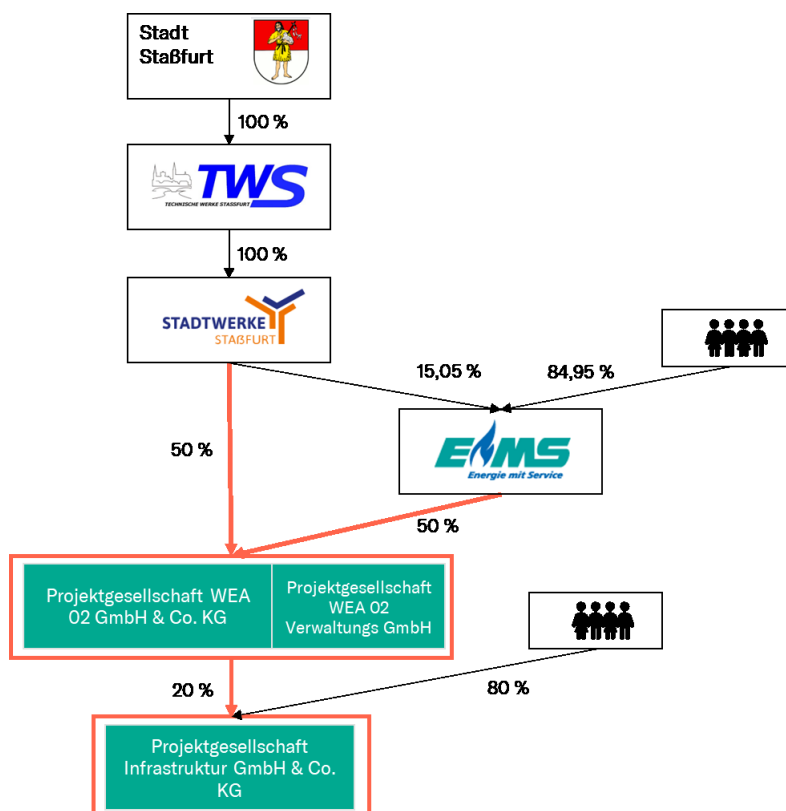 Stadt
Staßfurt
100 %
TWS
TECHNISCHE WERKE STASSFURT
100 %
STADTWERKE
STAẞFURT
15,05 %
84,95 %
50 %
EMS
Energie mit Service
50 %
Projektgesellschaft WEA
02 GmbH & Co. KG
Projektgesellschaft
WEA 02
Verwaltungs GmbH
20 %
80 %
Projektgesellschaft
Infrastruktur GmbH & Co.
KG